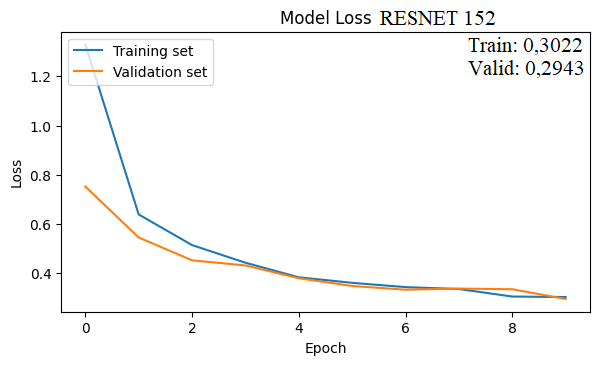 Model Loss RESNET 152
Training set
Validation set
Train: 0,3022
Valid: 0,2943
1.2
1.0
0.8
0.6
0.4
Loss
0 2 4 6 8
Epoch